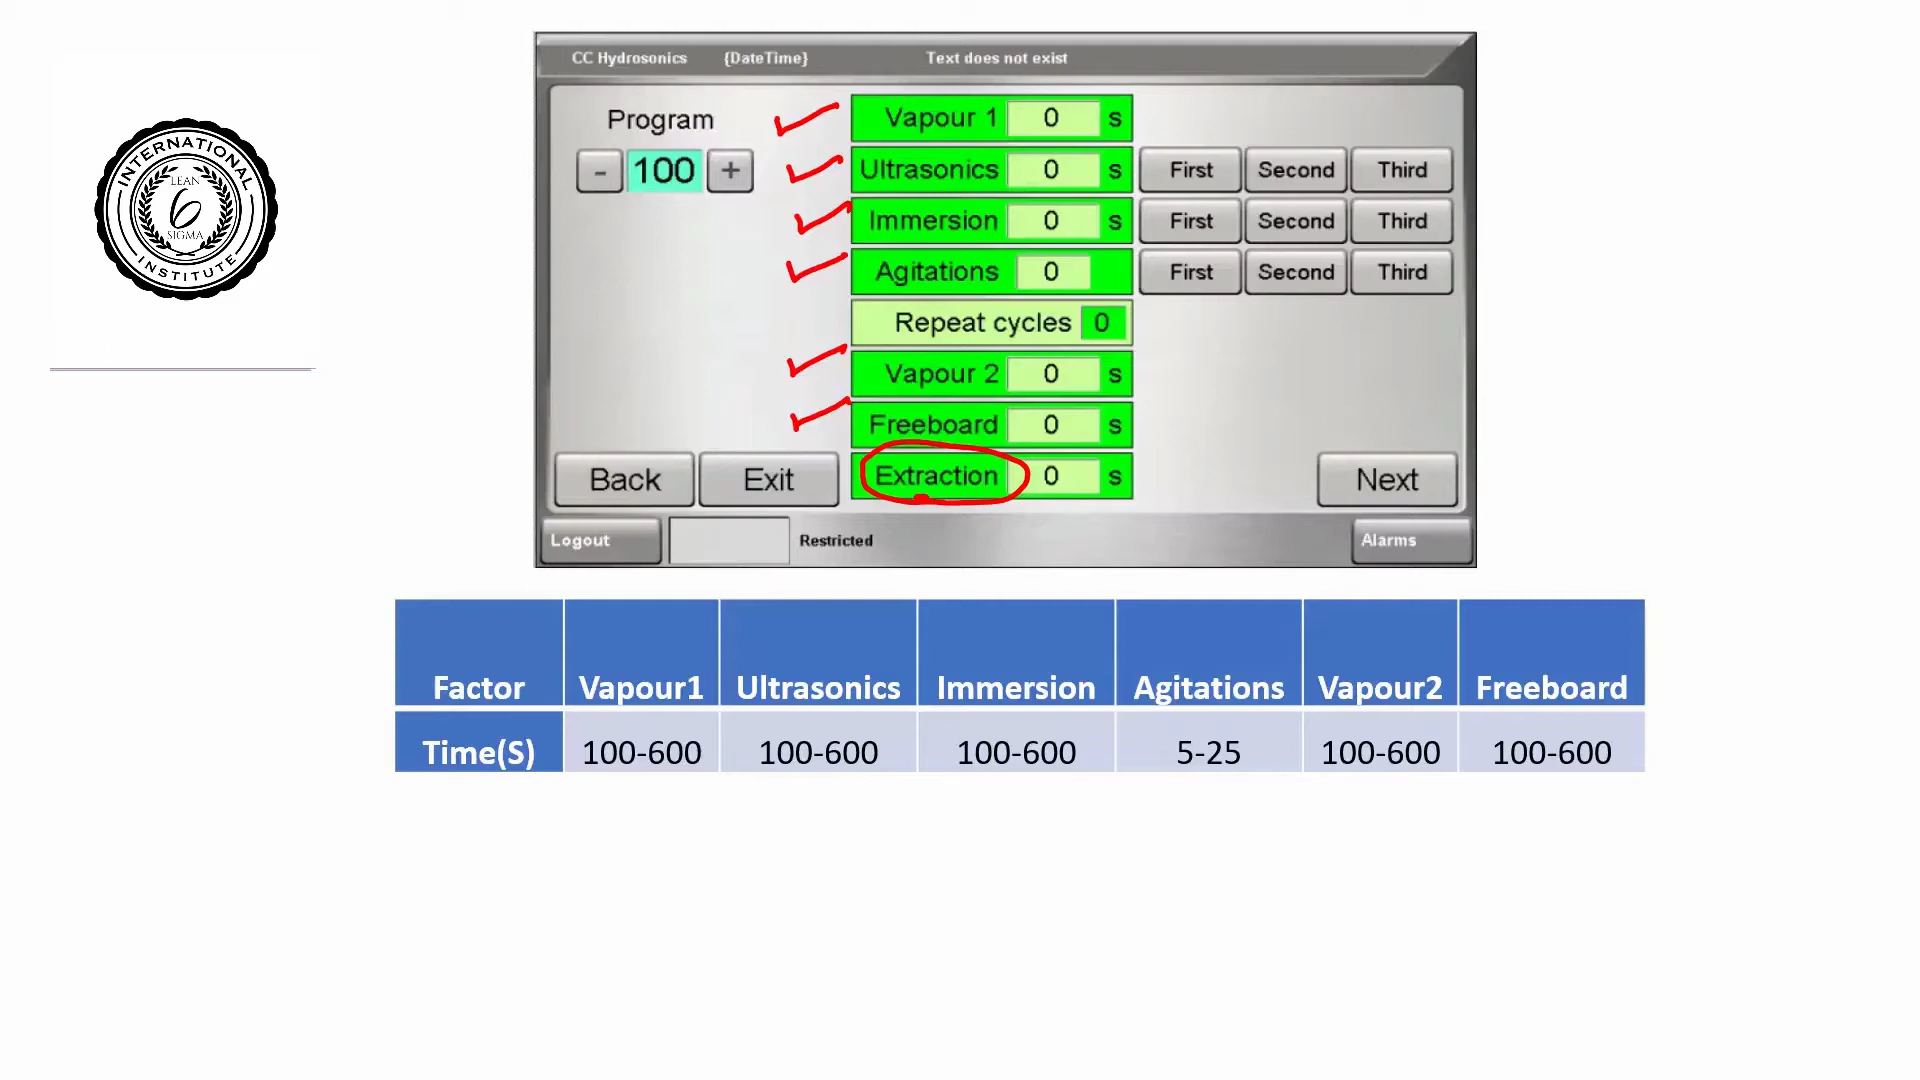 INTERNATIONAL
LEAN
6
SIGMA
INSTITUTE
CC Hydrosonics {DateTime} Text does not exist
Program
- 100 +
Vapour 1 0 s
Ultrasonics 0 s First Second Third
Immersion 0 s First Second Third
Agitations 0 First Second Third
Repeat cycles 0
Vapour 2 0 s
Freeboard 0 s
Back Exit Extraction 0 s Next
Logout Restricted Alarms
Factor Vapour1 Ultrasonics Immersion Agitations Vapour2 Freeboard
Time(S) 100-600 100-600 100-600 5-25 100-600 100-600